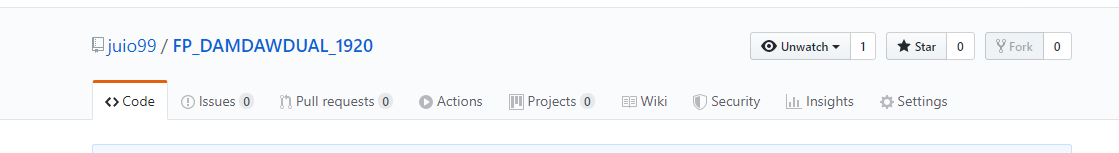 juio99 / FP_DAMDAWDUAL_1920
Unwatch 1 Star 0 Fork 0
Code Issues 0 Pull requests 0 Actions Projects 0 Wiki Security Insights Settings